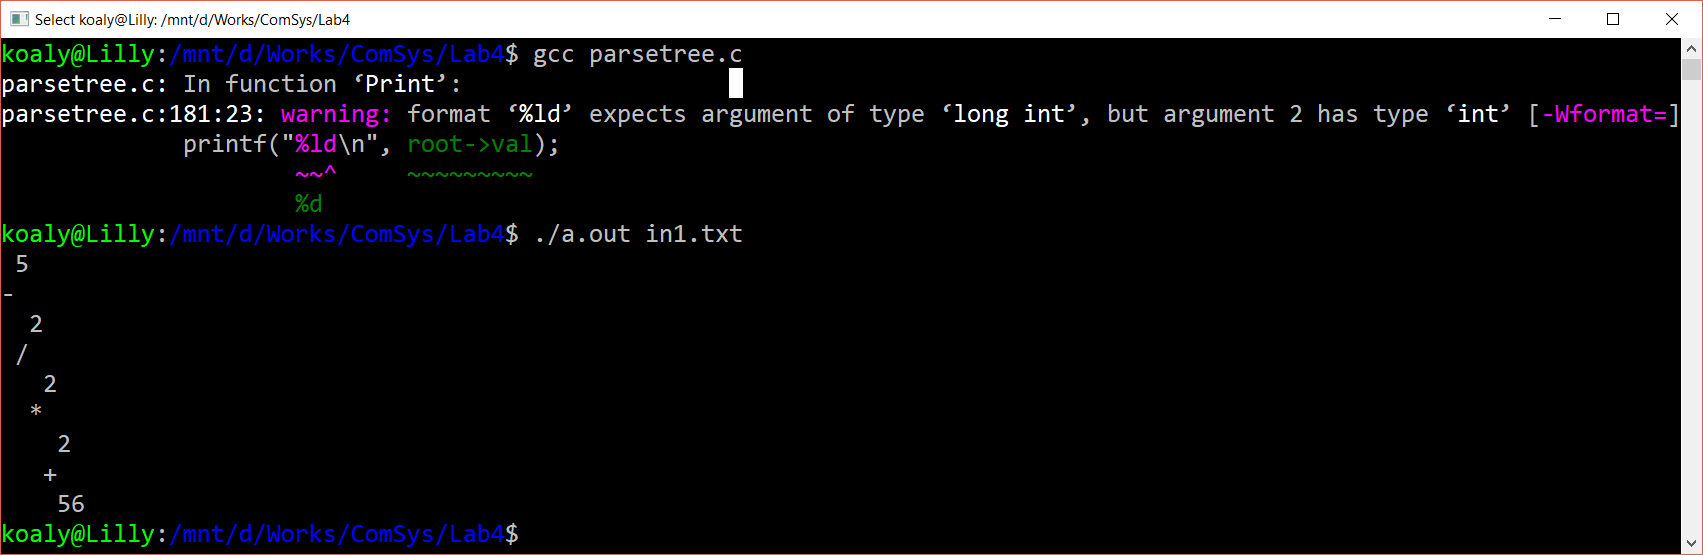 Select koaly@Lilly: /mnt/d/Works/ComSys/Lab4
koaly@Lilly:/mnt/d/Works/ComSys/Lab4$ gcc parsetree.c
parsetree.c: In function ‘Print’:
parsetree.c:181:23: warning: format ‘%ld’ expects argument of type ‘long int’, but argument 2 has type ‘int’ [-Wformat=]
             printf("%ld\n", root->val);
                     ~~^     ~~~~~~~~~
                     %d
koaly@Lilly:/mnt/d/Works/ComSys/Lab4$ ./a.out in1.txt
 5
-
  2
 /
   2
  *
    2
   +
    56
koaly@Lilly:/mnt/d/Works/ComSys/Lab4$